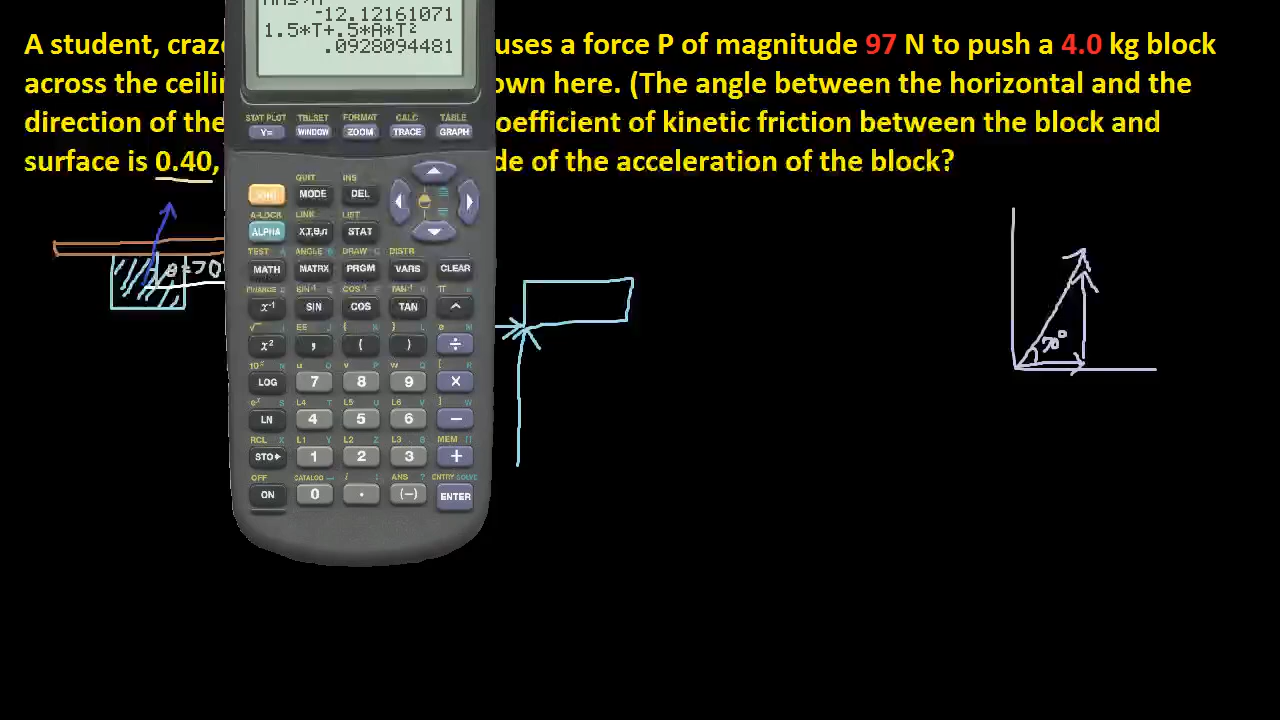 -12.12161071
1.5*T+.5*A*T²
.0928094481
A student, craz uses a force P of magnitude 97 N to push a 4.0 kg block
across the ceili own here. (The angle between the horizontal and the
direction of the oefficient of kinetic friction between the block and
surface is 0.40, de of the acceleration of the block?
θ=70
70°
STAT PLOT TBLSET FORMAT CALC TABLE
Y= WINDOW ZOOM TRACE GRAPH
QUIT INS
MODE DEL
A-LOCK LINK LIST
ALPHA X,T,θ,n STAT
TEST A ANGLE B DRAW C DISTR
MATH MATRX PRGM VARS CLEAR
FINANCE D SIN⁻¹ E COS⁻¹ F TAN⁻¹ G π H
x⁻¹ SIN COS TAN ^
√ I EE J { K } L e M
x² , ( ) ÷
10ˣ N u O v P w Q [ R
LOG 7 8 9 ×
eˣ S L4 T L5 U L6 V ] W
LN 4 5 6 −
RCL X L1 Y L2 Z L3 θ MEM "
STO▸ 1 2 3 +
OFF CATALOG i : ANS ? ENTRY SOLVE
ON 0 . (−) ENTER